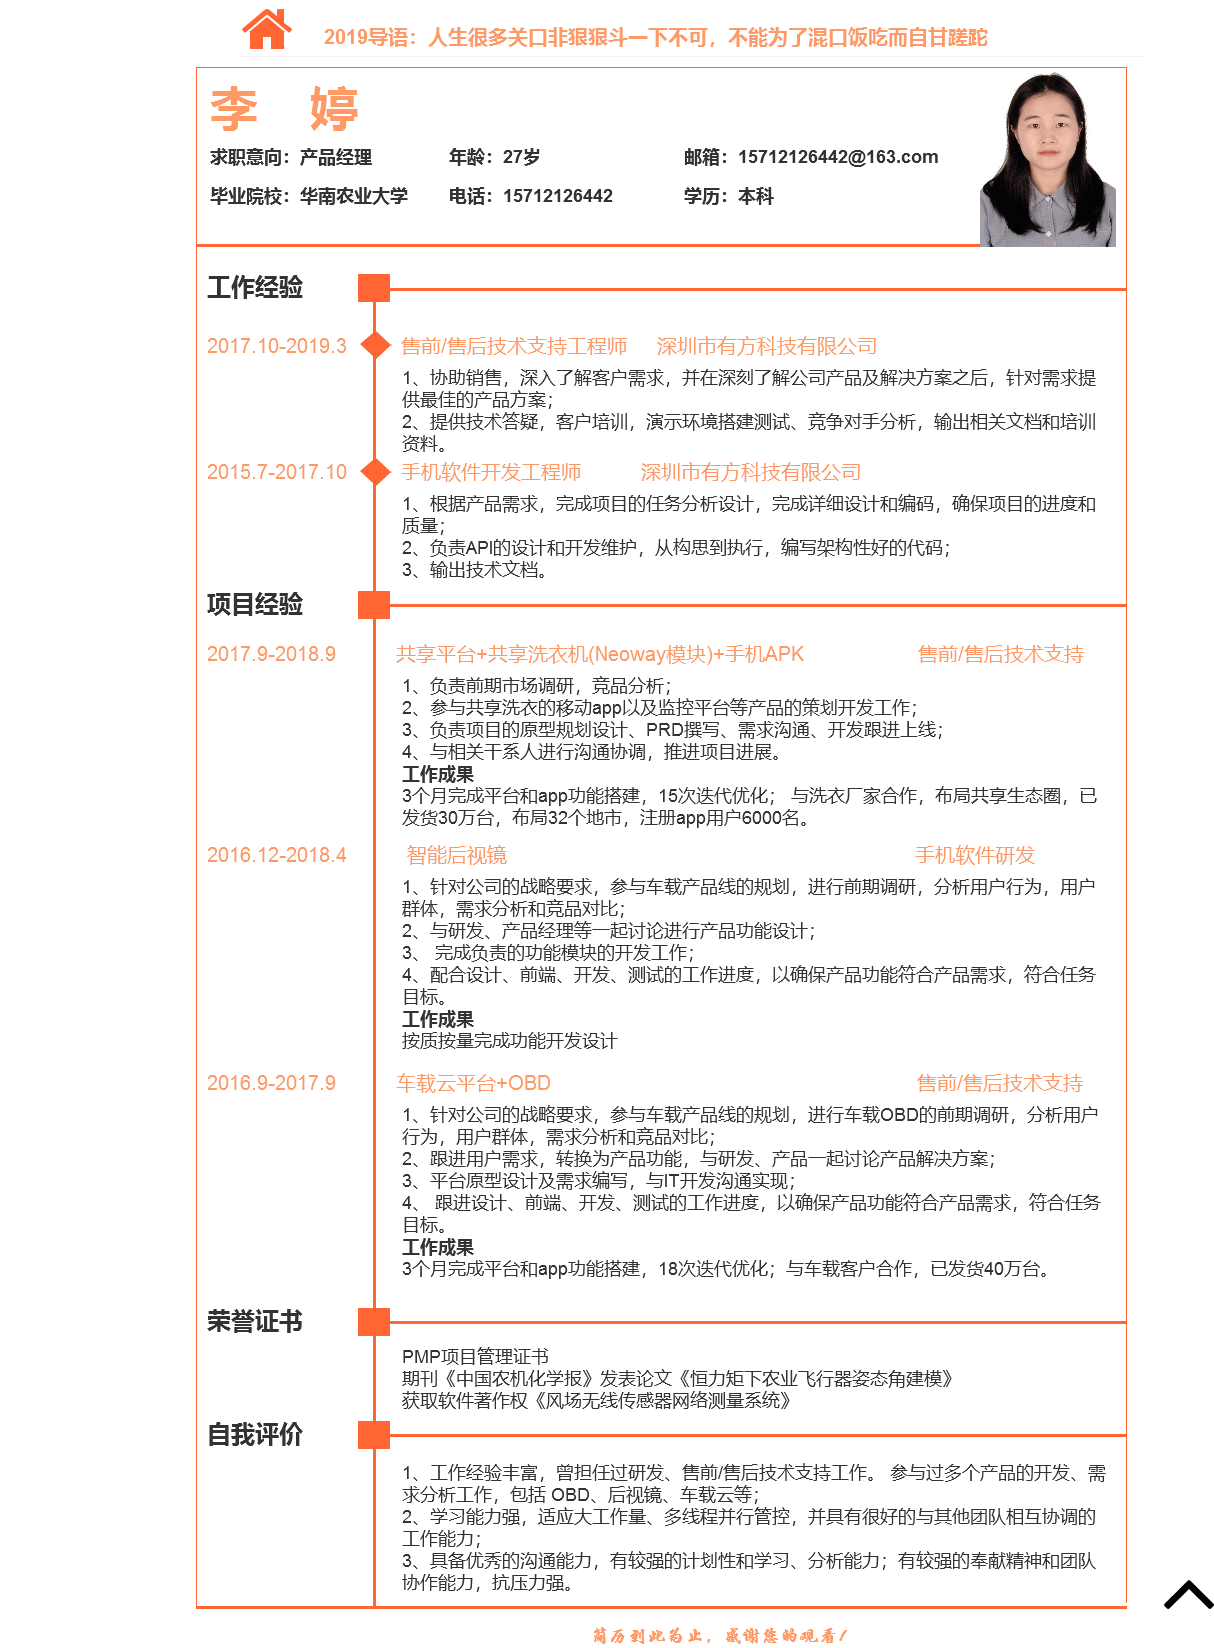 2019导语：人生很多关口非狠狠斗一下不可，不能为了混口饭吃而自甘蹉跎
李 婷
求职意向：产品经理 年龄：27岁 邮箱：15712126442@163.com
毕业院校：华南农业大学 电话：15712126442 学历：本科
工作经验
2017.10-2019.3 售前/售后技术支持工程师 深圳市有方科技有限公司
1、协助销售，深入了解客户需求，并在深刻了解公司产品及解决方案之后，针对需求提
供最佳的产品方案；
2、提供技术答疑，客户培训，演示环境搭建测试、竞争对手分析，输出相关文档和培训
资料。
2015.7-2017.10 手机软件开发工程师 深圳市有方科技有限公司
1、根据产品需求，完成项目的任务分析设计，完成详细设计和编码，确保项目的进度和
质量；
2、负责API的设计和开发维护，从构思到执行，编写架构性好的代码；
3、输出技术文档。
项目经验
2017.9-2018.9 共享平台+共享洗衣机(Neoway模块)+手机APK 售前/售后技术支持
1、负责前期市场调研，竞品分析；
2、参与共享洗衣的移动app以及监控平台等产品的策划开发工作；
3、负责项目的原型规划设计、PRD撰写、需求沟通、开发跟进上线；
4、与相关干系人进行沟通协调，推进项目进展。
工作成果
3个月完成平台和app功能搭建，15次迭代优化； 与洗衣厂家合作，布局共享生态圈，已
发货30万台，布局32个地市，注册app用户6000名。
2016.12-2018.4 智能后视镜 手机软件研发
1、针对公司的战略要求，参与车载产品线的规划，进行前期调研，分析用户行为，用户
群体，需求分析和竞品对比；
2、与研发、产品经理等一起讨论进行产品功能设计；
3、 完成负责的功能模块的开发工作；
4、配合设计、前端、开发、测试的工作进度，以确保产品功能符合产品需求，符合任务
目标。
工作成果
按质按量完成功能开发设计
2016.9-2017.9 车载云平台+OBD 售前/售后技术支持
1、针对公司的战略要求，参与车载产品线的规划，进行车载OBD的前期调研，分析用户
行为，用户群体，需求分析和竞品对比；
2、跟进用户需求，转换为产品功能，与研发、产品一起讨论产品解决方案；
3、平台原型设计及需求编写，与IT开发沟通实现；
4、 跟进设计、前端、开发、测试的工作进度，以确保产品功能符合产品需求，符合任务
目标。
工作成果
3个月完成平台和app功能搭建，18次迭代优化；与车载客户合作，已发货40万台。
荣誉证书
PMP项目管理证书
期刊《中国农机化学报》发表论文《恒力矩下农业飞行器姿态角建模》
获取软件著作权《风场无线传感器网络测量系统》
自我评价
1、工作经验丰富，曾担任过研发、售前/售后技术支持工作。 参与过多个产品的开发、需
求分析工作，包括 OBD、后视镜、车载云等；
2、学习能力强，适应大工作量、多线程并行管控，并具有很好的与其他团队相互协调的
工作能力；
3、具备优秀的沟通能力，有较强的计划性和学习、分析能力；有较强的奉献精神和团队
协作能力，抗压力强。
简历到此为止，感谢您的观看！